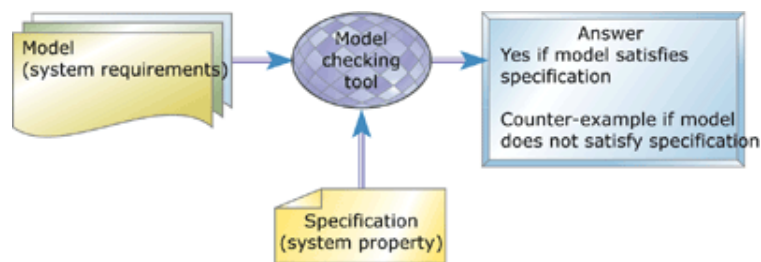 Model
(system requirements)
Model
checking
tool
Answer
Yes if model satisfies
specification
Counter-example if model
does not satisfy specification
Specification
(system property)